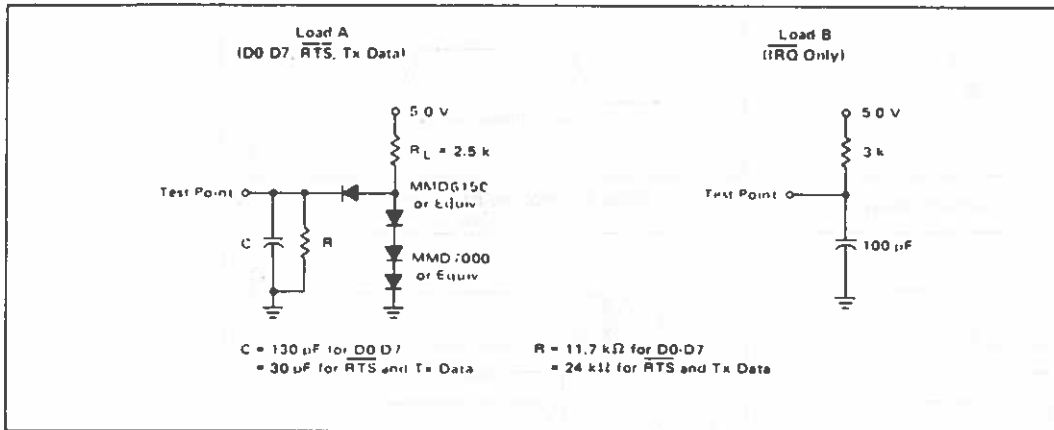 Load A
(D0 D7, RTS, Tx Data)
5.0 V
R_L = 2.5 k
Test Point
MMD6150
or Equiv
C
R
MMD7000
or Equiv
C = 130 pF for D0 D7
= 30 pF for RTS and Tx Data
Load B
(IRQ Only)
5.0 V
3 k
Test Point
100 pF
R = 11.7 kΩ for D0-D7
= 24 kΩ for RTS and Tx Data